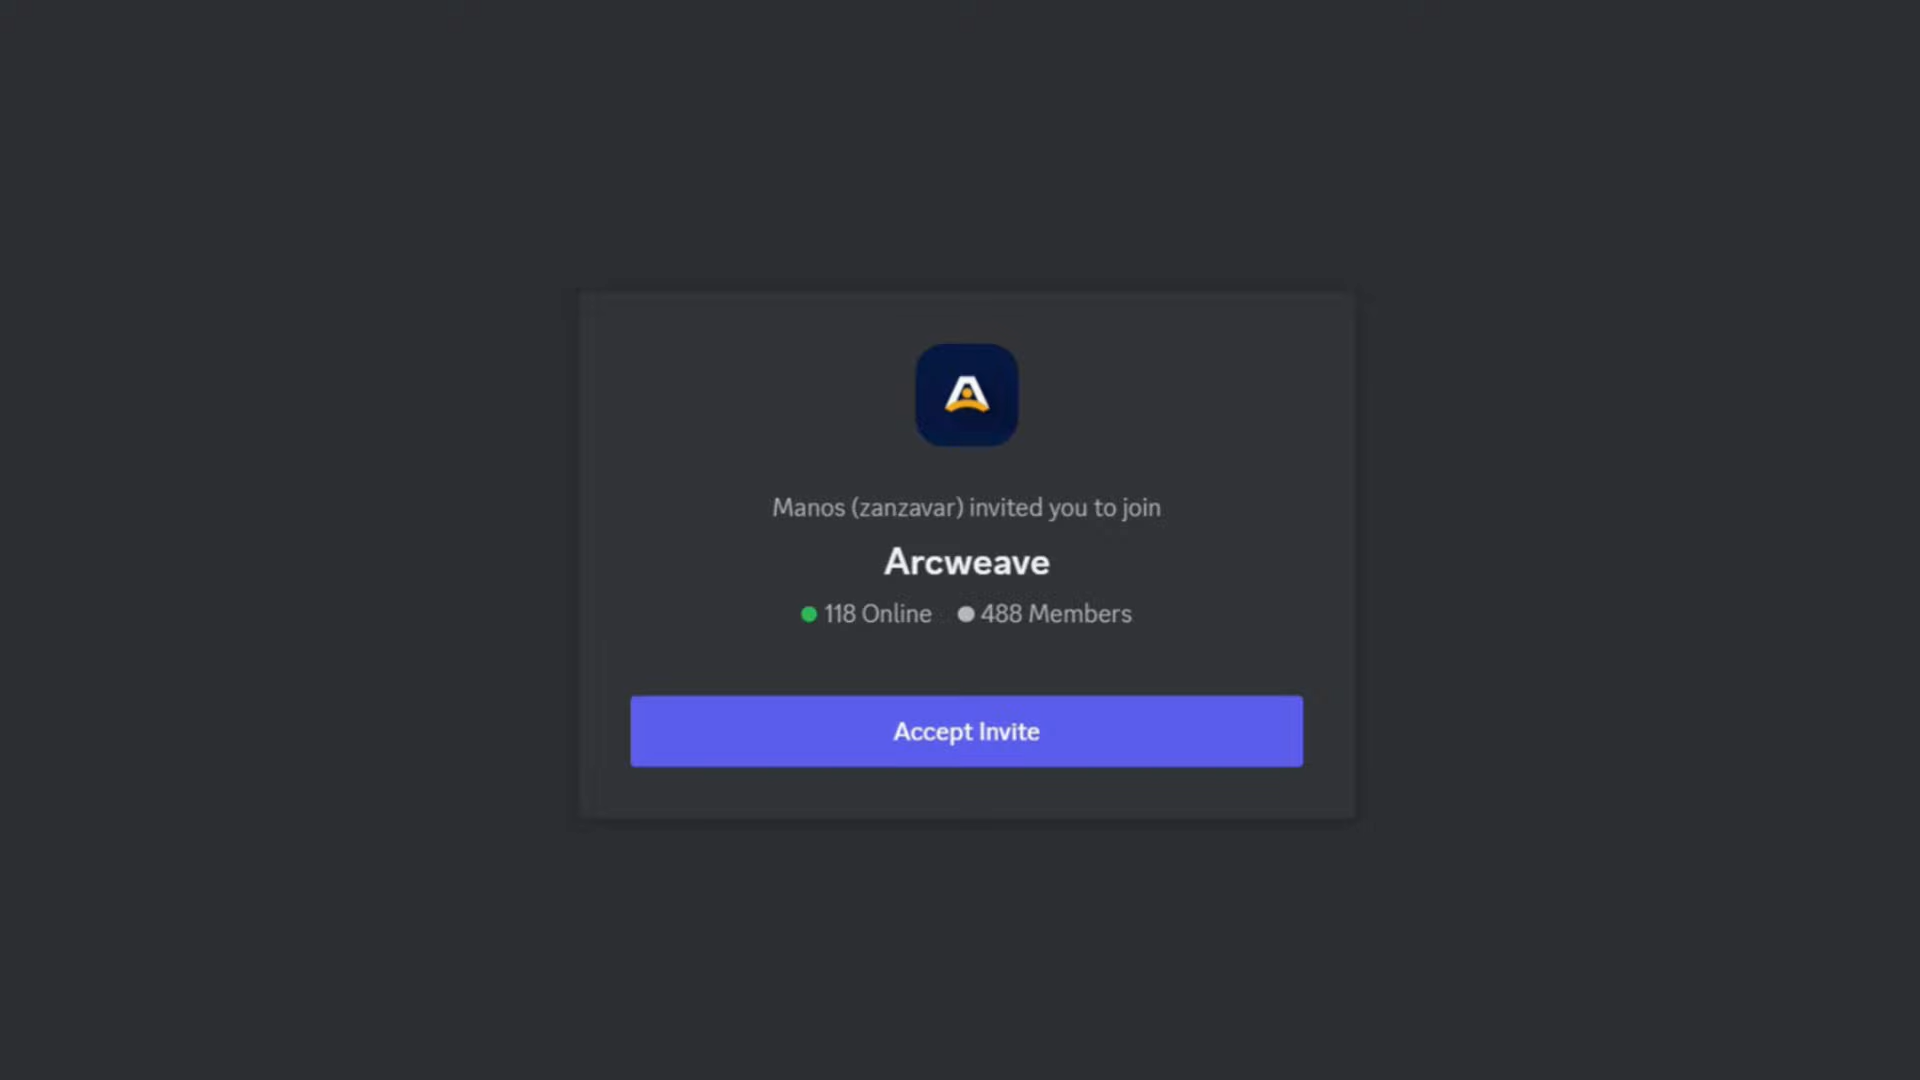 Manos (zanzavar) invited you to join
Arcweave
118 Online 488 Members
Accept Invite